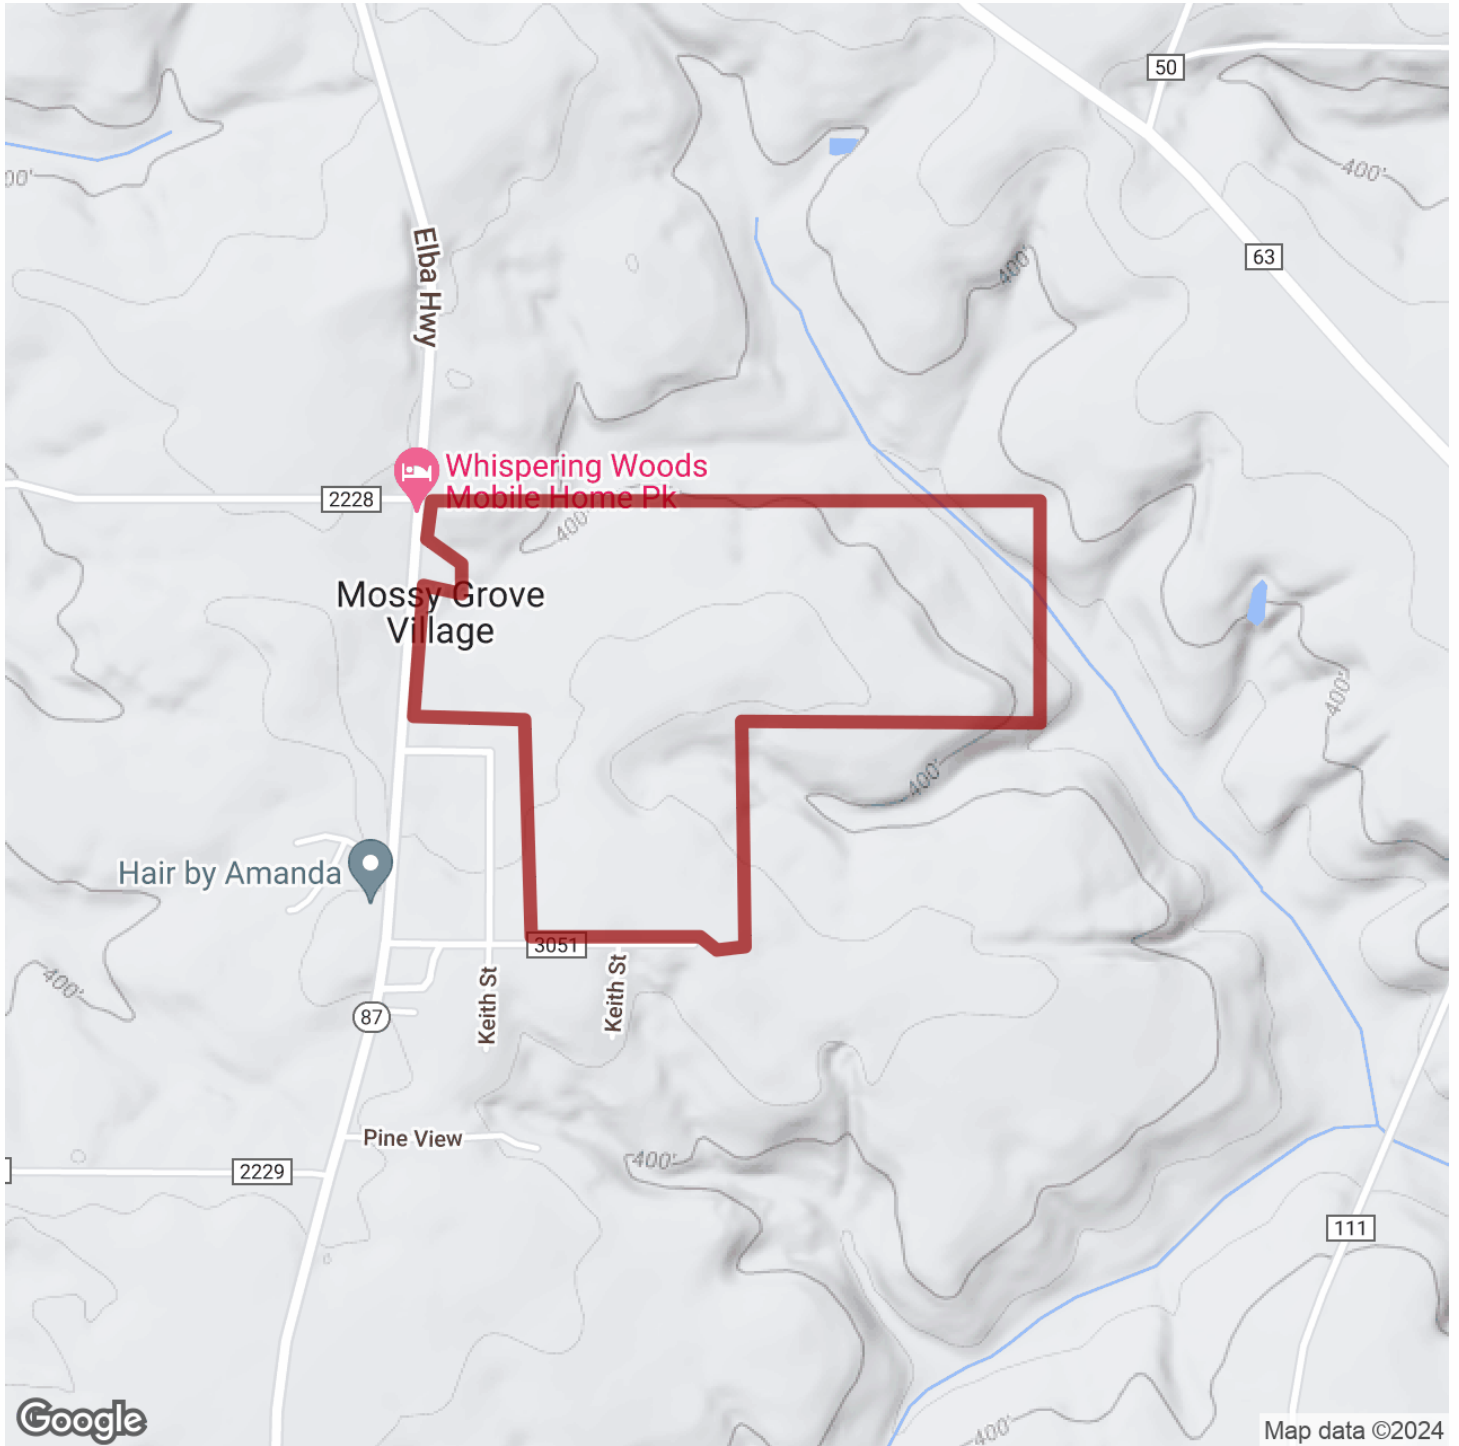 50
400'
00'
Elba Hwy
63
400'
Whispering Woods
Mobile Home Pk
2228
400'
Mossy Grove
Village
400'
400'
Hair by Amanda
3051
400'
Keith St
Keith St
87
Pine View
400'
2229
111
Google
400'
Map data ©2024